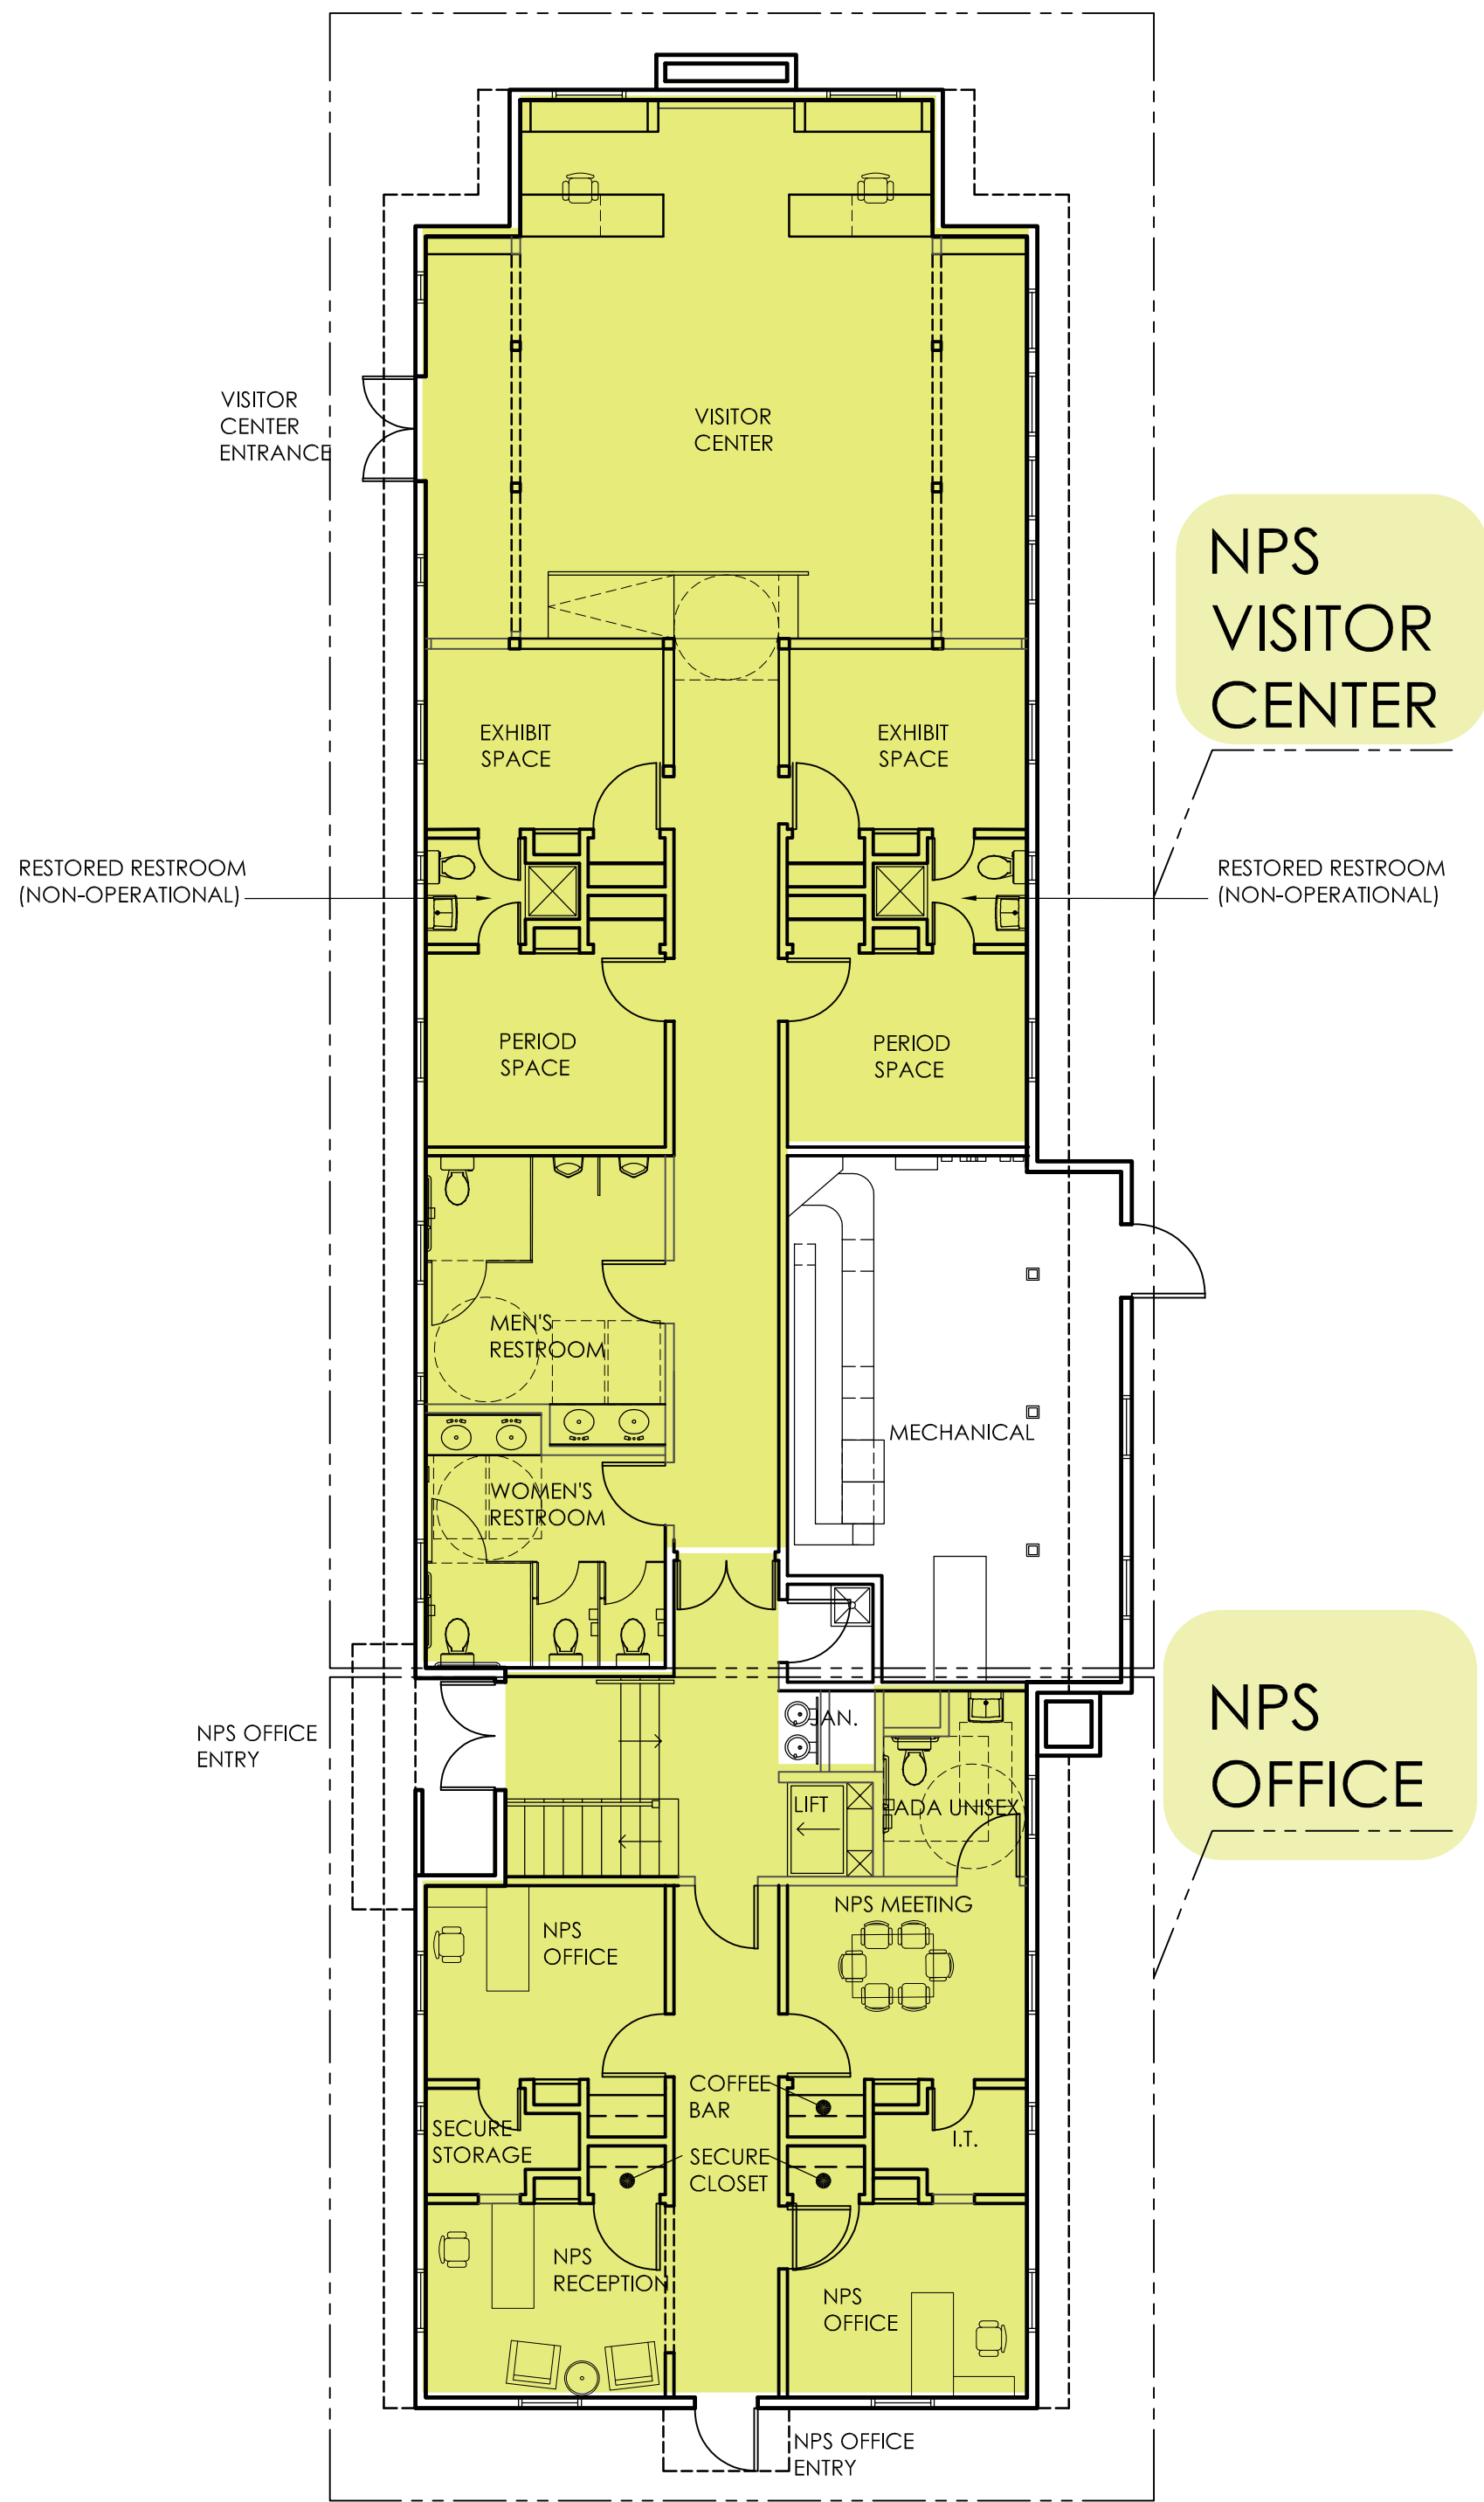 VISITOR
CENTER
ENTRANCE
VISITOR
CENTER
NPS
VISITOR
CENTER
EXHIBIT
SPACE
EXHIBIT
SPACE
RESTORED RESTROOM
(NON-OPERATIONAL)
RESTORED RESTROOM
(NON-OPERATIONAL)
PERIOD
SPACE
PERIOD
SPACE
MEN'S
RESTROOM
MECHANICAL
WOMEN'S
RESTROOM
NPS OFFICE
ENTRY
JAN.
NPS
OFFICE
LIFT
ADA UNISEX
NPS
OFFICE
NPS MEETING
COFFEE
BAR
SECURE
STORAGE
I.T.
SECURE
CLOSET
NPS
RECEPTION
NPS
OFFICE
NPS OFFICE
ENTRY